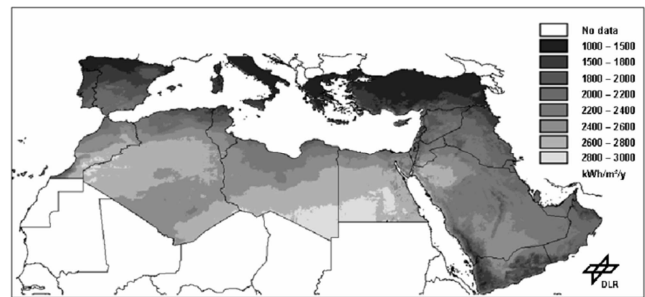 No data
1000 – 1500
1500 – 1800
1800 – 2000
2000 – 2200
2200 – 2400
2400 – 2600
2600 – 2800
2800 – 3000
kWh/m²/y
DLR